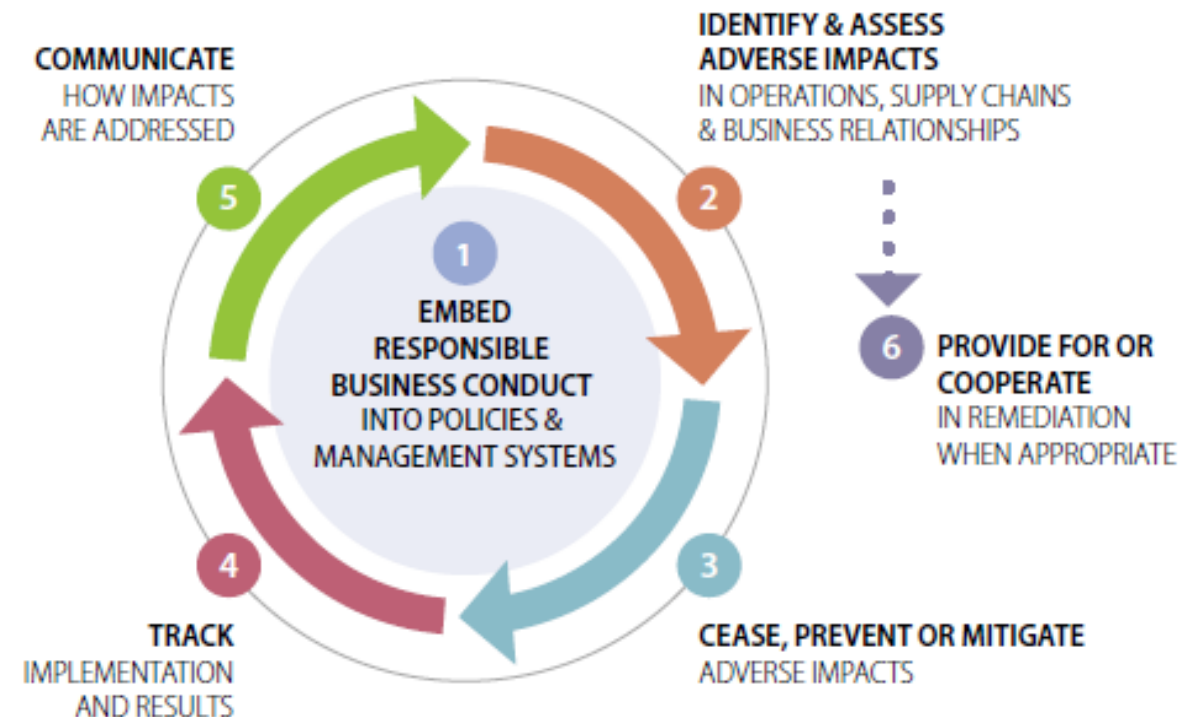 COMMUNICATE
HOW IMPACTS
ARE ADDRESSED
5
IDENTIFY & ASSESS
ADVERSE IMPACTS
IN OPERATIONS, SUPPLY CHAINS
& BUSINESS RELATIONSHIPS
2
1
EMBED
RESPONSIBLE
BUSINESS CONDUCT
INTO POLICIES &
MANAGEMENT SYSTEMS
6
PROVIDE FOR OR
COOPERATE
IN REMEDIATION
WHEN APPROPRIATE
4
TRACK
IMPLEMENTATION
AND RESULTS
3
CEASE, PREVENT OR MITIGATE
ADVERSE IMPACTS